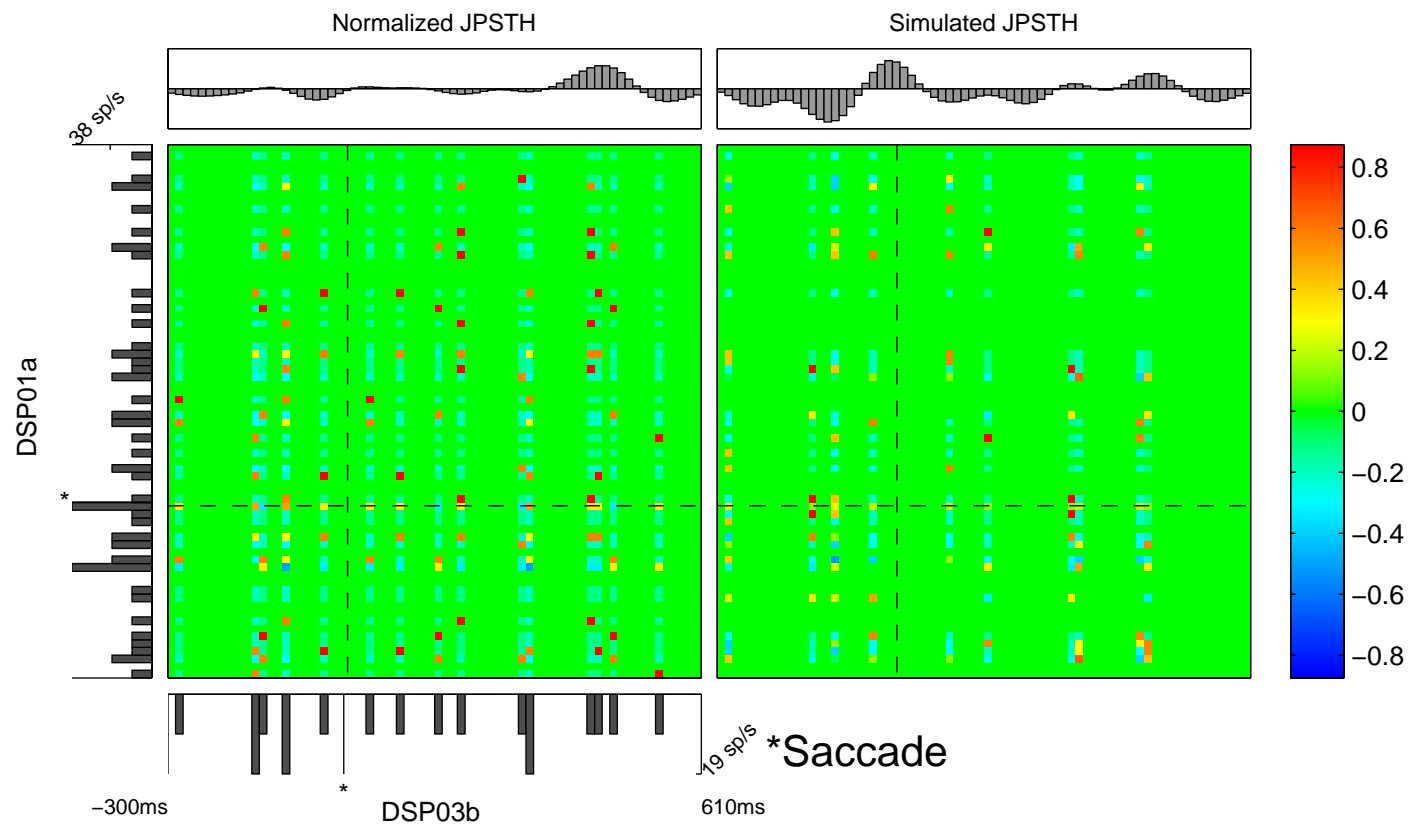 Normalized JPSTH
Simulated JPSTH
38 sp/s
DSP01a
*
0.8
0.6
0.4
0.2
0
−0.2
−0.4
−0.6
−0.8
19 sp/s
*Saccade
*
−300ms
DSP03b
610ms